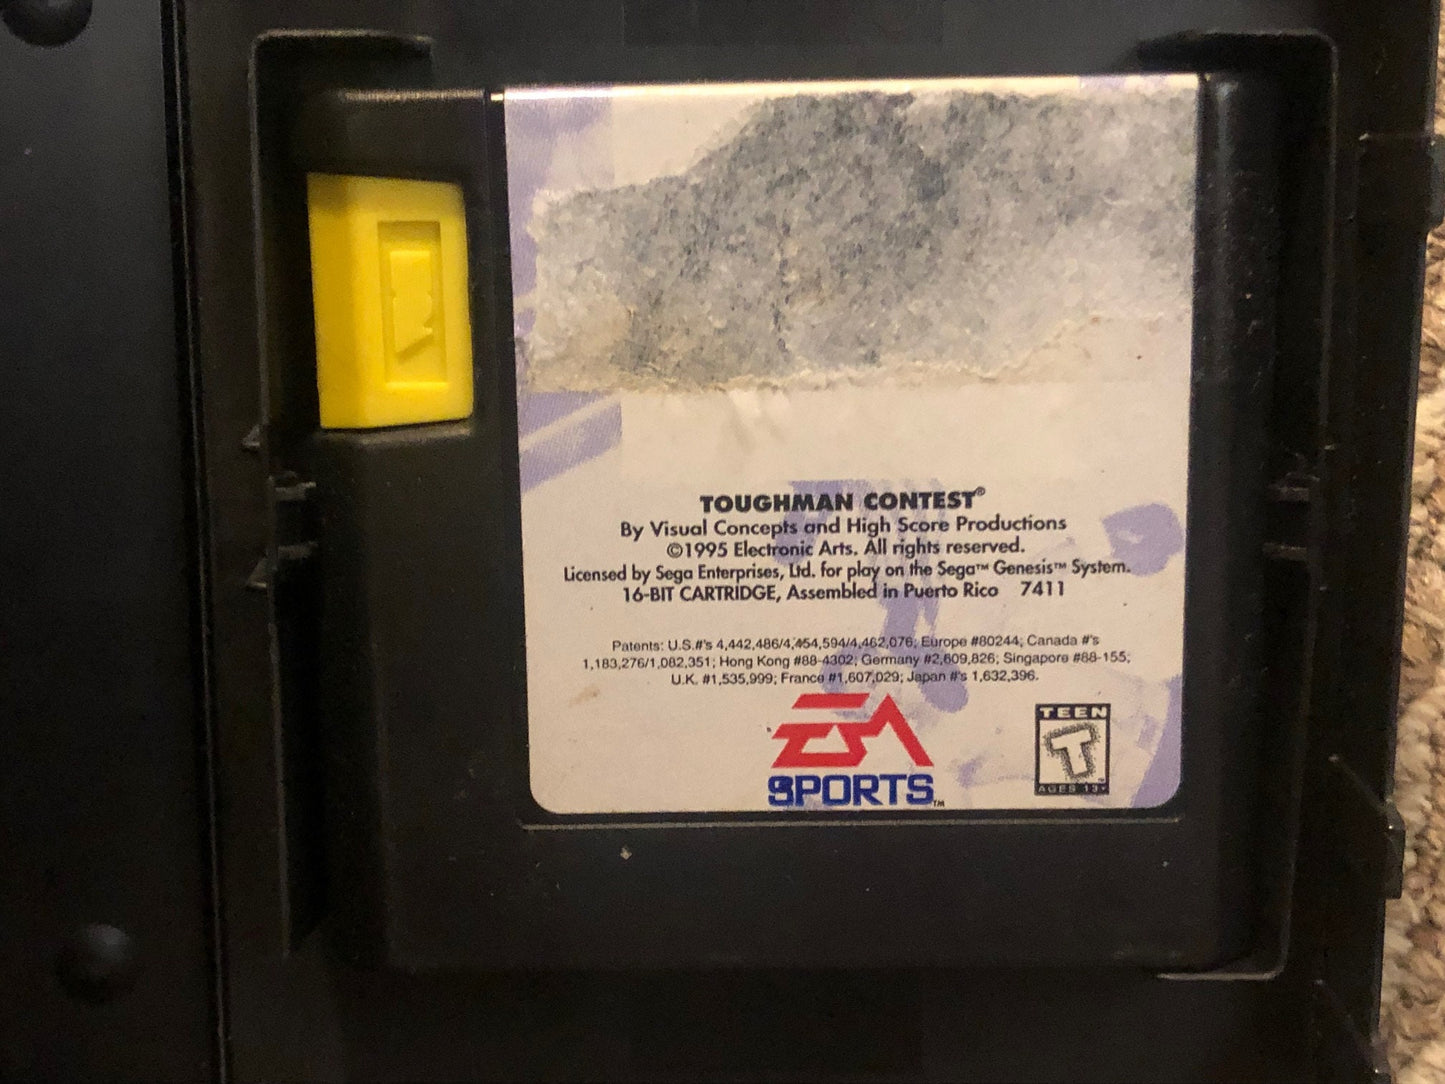 TOUGHMAN CONTEST®
By Visual Concepts and High Score Productions
©1995 Electronic Arts. All rights reserved.
Licensed by Sega Enterprises, Ltd. for play on the Sega™ Genesis™ System.
16-BIT CARTRIDGE, Assembled in Puerto Rico 7411
Patents: U.S.#'s 4,442,486/4,454,594/4,462,076; Europe #80244; Canada #'s
1,183,276/1,082,351; Hong Kong #88-4302; Germany #2,609,826; Singapore #88-155;
U.K. #1,535,999; France #1,607,029; Japan #'s 1,632,396.
EA
SPORTS™
TEEN
T™
AGES 13+